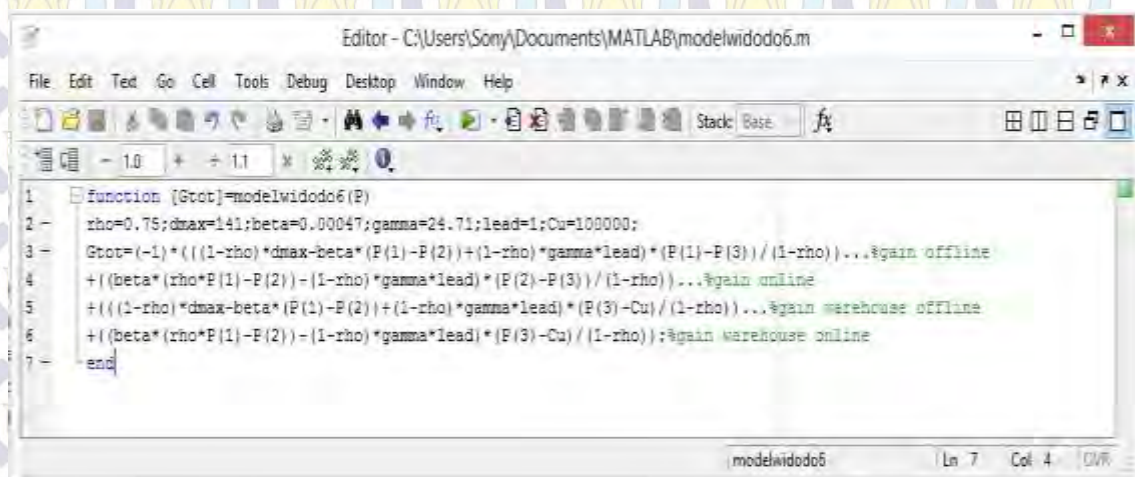 Editor - C:\Users\Sony\Documents\MATLAB\modelwidodo6.m
File Edit Text Go Cell Tools Debug Desktop Window Help
Stack: Base fx
- 1.0 + ÷ 1.1 x
1 function [Gtot]=modelwidodo6(P)
2 - rho=0.75;dmax=141;beta=0.00047;gamma=24.71;lead=1;Cu=100000;
3 - Gtot=(-1)*(((1-rho)*dmax-beta*(P(1)-P(2))+(1-rho)*gamma*lead)*(P(1)-P(3))/(1-rho))...%gain offline
4 +((beta*(rho*P(1)-P(2))-(1-rho)*gamma*lead)*(P(2)-P(3))/(1-rho))...%gain online
5 +(((1-rho)*dmax-beta*(P(1)-P(2))+(1-rho)*gamma*lead)*(P(3)-Cu)/(1-rho))...%gain warehouse offline
6 +((beta*(rho*P(1)-P(2))-(1-rho)*gamma*lead)*(P(3)-Cu)/(1-rho));%gain warehouse online
7 - end
modelwidodo6 Ln 7 Col 4 OVR